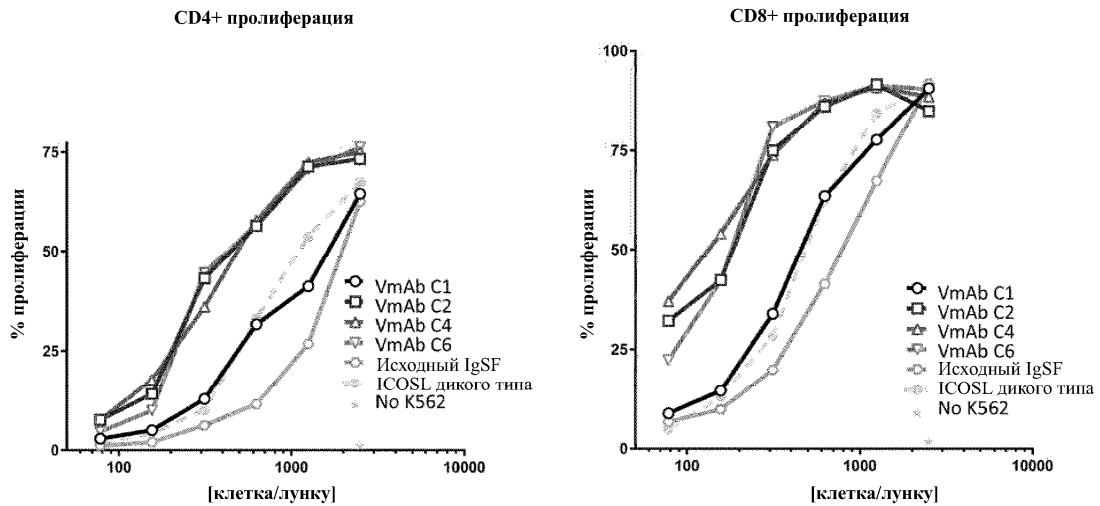 CD4+ пролиферация
% пролиферации
75
50
25
0
100
1000
10000
[клетка/лунку]
VmAb C1
VmAb C2
VmAb C4
VmAb C6
Исходный IgSF
ICOSL дикого типа
No K562
CD8+ пролиферация
% пролиферации
100
75
50
25
0
100
1000
10000
[клетка/лунку]
VmAb C1
VmAb C2
VmAb C4
VmAb C6
Исходный IgSF
ICOSL дикого типа
No K562